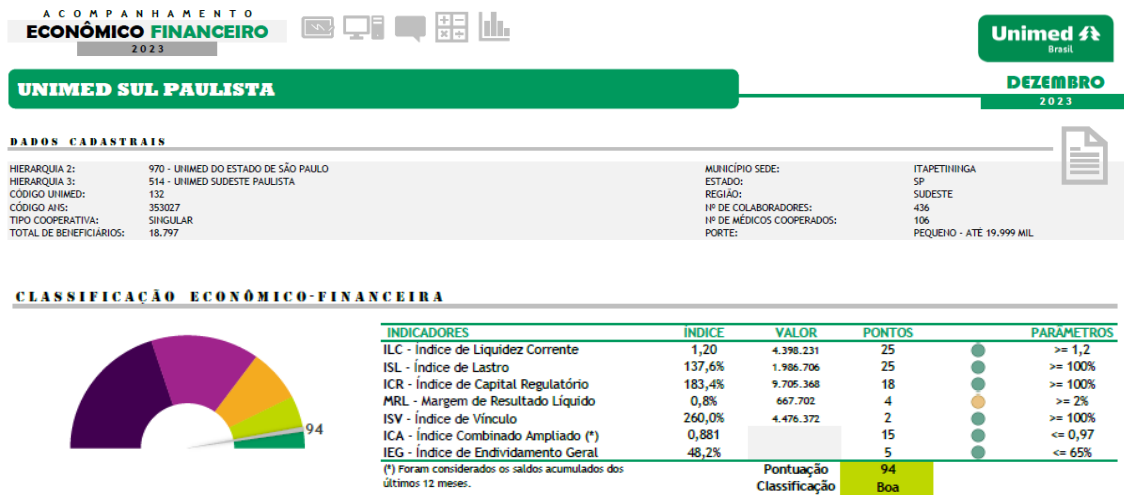 ACOMPANHAMENTO
ECONÔMICO FINANCEIRO
2023
Unimed
Brasil
UNIMED SUL PAULISTA
DEZEMBRO
2023
DADOS CADASTRAIS
HIERARQUIA 2: 970 - UNIMED DO ESTADO DE SÃO PAULO MUNICÍPIO SEDE: ITAPETININGA
HIERARQUIA 3: 514 - UNIMED SUDESTE PAULISTA ESTADO: SP
CÓDIGO UNIMED: 132 REGIÃO: SUDESTE
CÓDIGO ANS: 353027 Nº DE COLABORADORES: 436
TIPO COOPERATIVA: SINGULAR Nº DE MÉDICOS COOPERADOS: 106
TOTAL DE BENEFICIÁRIOS: 18.797 PORTE: PEQUENO - ATÉ 19.999 MIL
CLASSIFICAÇÃO ECONÔMICO-FINANCEIRA
INDICADORES ÍNDICE VALOR PONTOS PARÂMETROS
ILC - Índice de Liquidez Corrente 1,20 4.398.231 25 >= 1,2
ISL - Índice de Lastro 137,6% 1.986.706 25 >= 100%
ICR - Índice de Capital Regulatório 183,4% 9.705.368 18 >= 100%
MRL - Margem de Resultado Líquido 0,8% 667.702 4 >= 2%
ISV - Índice de Vínculo 260,0% 4.476.372 2 >= 100%
ICA - Índice Combinado Ampliado (*) 0,881 15 <= 0,97
IEG - Índice de Endividamento Geral 48,2% 5 <= 65%
94
(*) Foram considerados os saldos acumulados dos
últimos 12 meses.
Pontuação 94
Classificação Boa